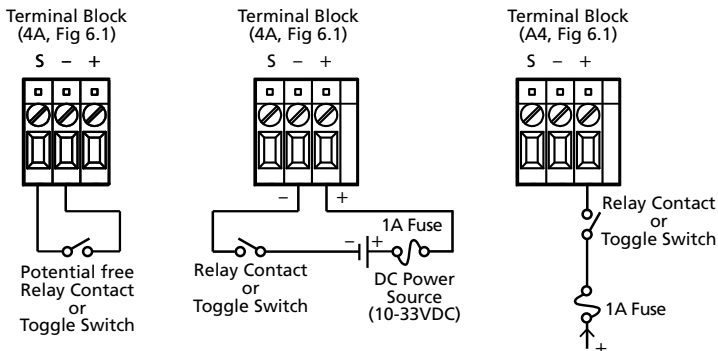 Terminal Block
(4A, Fig 6.1)
S – +
– +
1A Fuse
– +
Potential free
Relay Contact
or
Toggle Switch
Relay Contact
or
Toggle Switch
DC Power
Source
(10-33VDC)
Terminal Block
(4A, Fig 6.1)
S – +
Terminal Block
(A4, Fig 6.1)
S – +
Relay Contact
or
Toggle Switch
1A Fuse
+